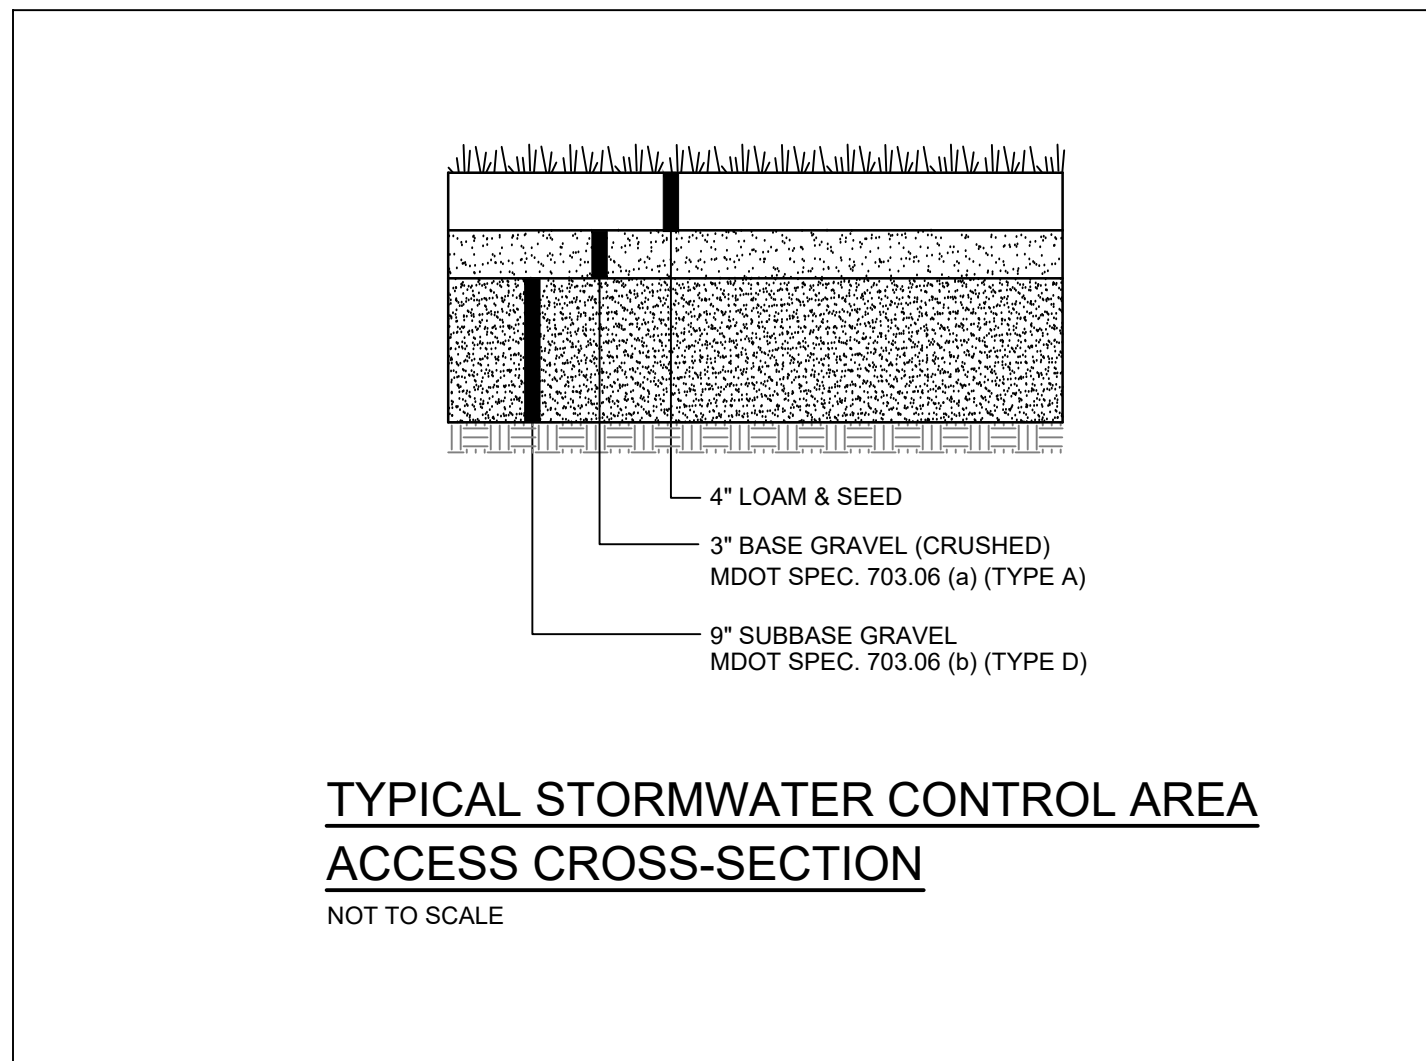 4" LOAM & SEED
3" BASE GRAVEL (CRUSHED)
MDOT SPEC. 703.06 (a) (TYPE A)
9" SUBBASE GRAVEL
MDOT SPEC. 703.06 (b) (TYPE D)
TYPICAL STORMWATER CONTROL AREA
ACCESS CROSS-SECTION
NOT TO SCALE